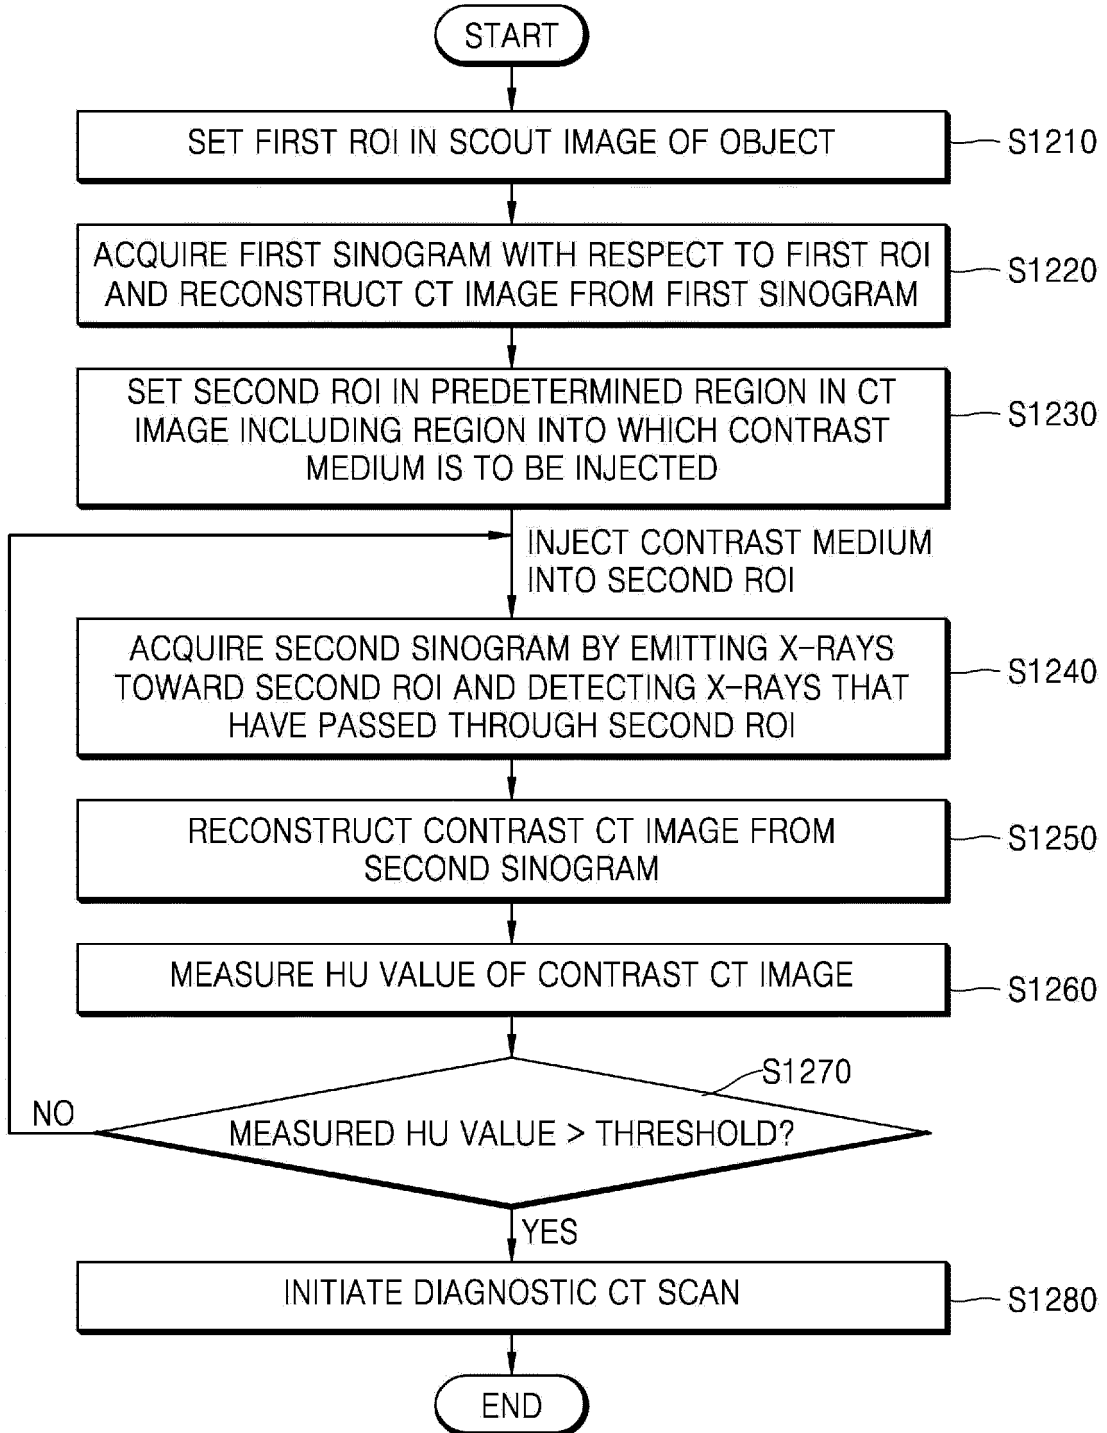 START
SET FIRST ROI IN SCOUT IMAGE OF OBJECT
S1210
ACQUIRE FIRST SINOGRAM WITH RESPECT TO FIRST ROI
AND RECONSTRUCT CT IMAGE FROM FIRST SINOGRAM
S1220
SET SECOND ROI IN PREDETERMINED REGION IN CT
IMAGE INCLUDING REGION INTO WHICH CONTRAST
MEDIUM IS TO BE INJECTED
S1230
INJECT CONTRAST MEDIUM
INTO SECOND ROI
ACQUIRE SECOND SINOGRAM BY EMITTING X-RAYS
TOWARD SECOND ROI AND DETECTING X-RAYS THAT
HAVE PASSED THROUGH SECOND ROI
S1240
RECONSTRUCT CONTRAST CT IMAGE FROM
SECOND SINOGRAM
S1250
MEASURE HU VALUE OF CONTRAST CT IMAGE
S1260
S1270
NO
MEASURED HU VALUE > THRESHOLD?
YES
INITIATE DIAGNOSTIC CT SCAN
S1280
END